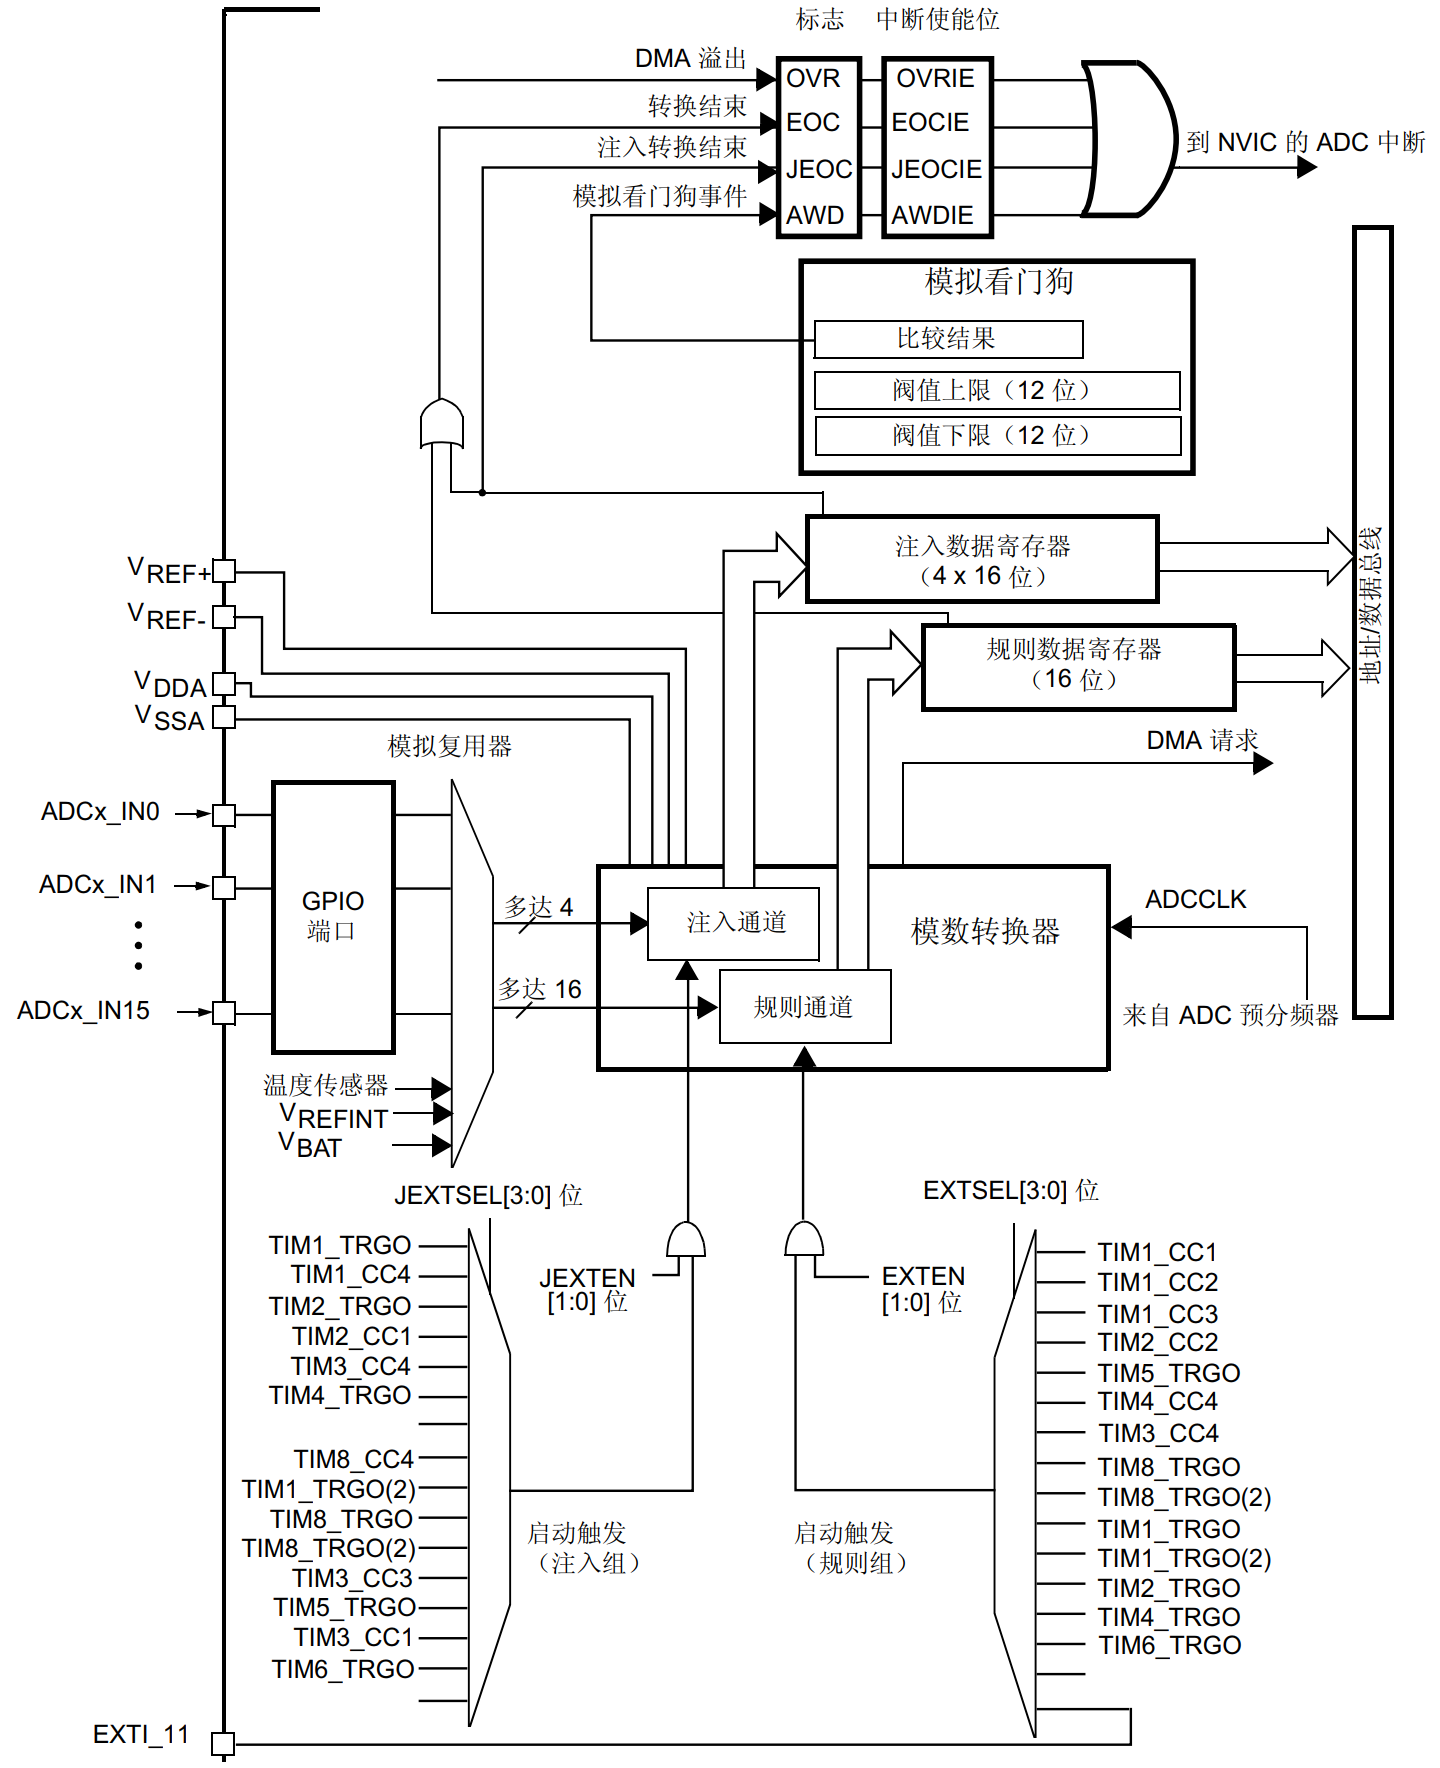 标志 中断使能位
DMA 溢出
OVR OVRIE
转换结束
EOC EOCIE
到 NVIC 的 ADC 中断
注入转换结束
JEOC JEOCIE
模拟看门狗事件
AWD AWDIE
模拟看门狗
比较结果
阀值上限（12 位）
阀值下限（12 位）
地址/数据总线
注入数据寄存器
（4 x 16 位）
VREF+
VREF-
规则数据寄存器
（16 位）
VDDA
VSSA
模拟复用器
DMA 请求
ADCx_IN0
ADCx_IN1
GPIO
端口
ADCx_IN15
多达 4
注入通道
模数转换器
ADCCLK
多达 16
规则通道
来自 ADC 预分频器
温度传感器
VREFINT
VBAT
JEXTSEL[3:0] 位
EXTSEL[3:0] 位
JEXTEN
[1:0] 位
EXTEN
[1:0] 位
TIM1_TRGO
TIM1_CC4
TIM2_TRGO
TIM2_CC1
TIM3_CC4
TIM4_TRGO
TIM8_CC4
TIM1_TRGO(2)
TIM8_TRGO
TIM8_TRGO(2)
TIM3_CC3
TIM5_TRGO
TIM3_CC1
TIM6_TRGO
启动触发
（注入组）
启动触发
（规则组）
TIM1_CC1
TIM1_CC2
TIM1_CC3
TIM2_CC2
TIM5_TRGO
TIM4_CC4
TIM3_CC4
TIM8_TRGO
TIM8_TRGO(2)
TIM1_TRGO
TIM1_TRGO(2)
TIM2_TRGO
TIM4_TRGO
TIM6_TRGO
EXTI_11